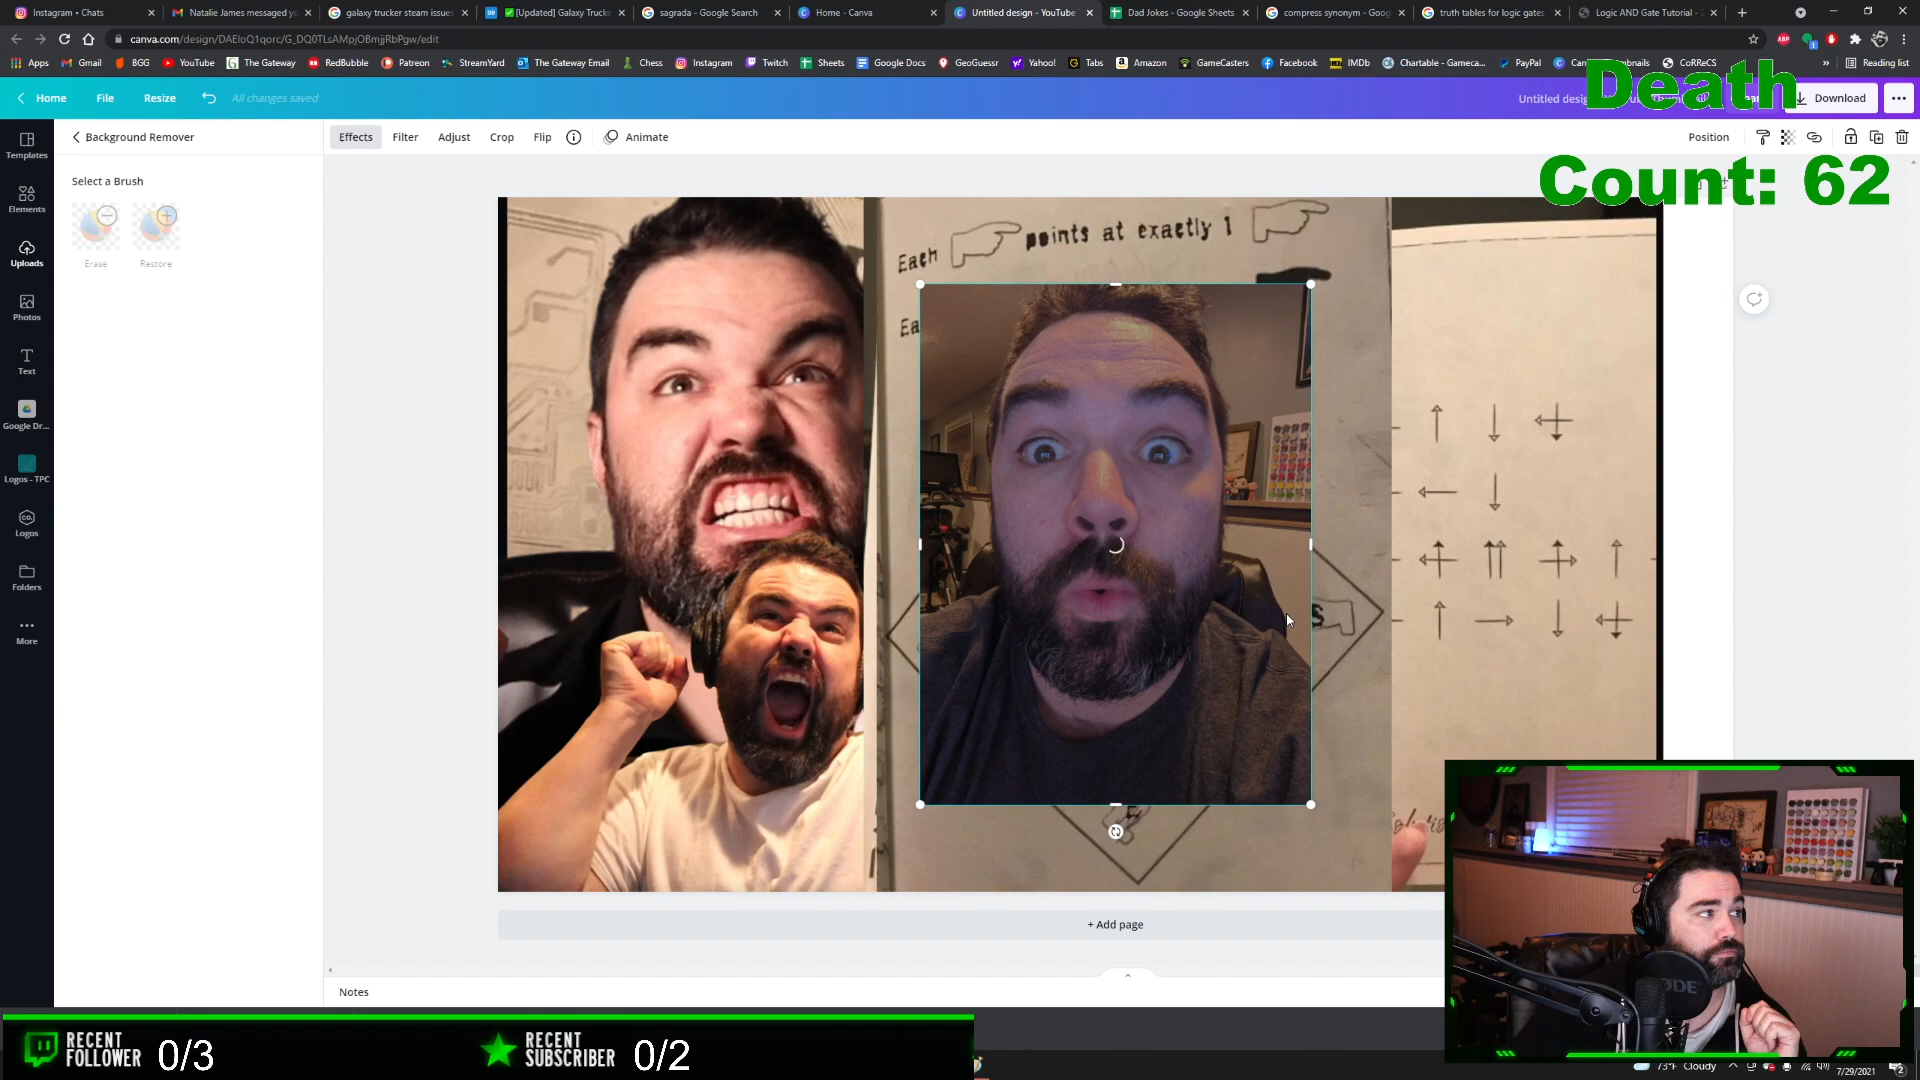 Instagram • Chats
Natalie James messaged yo
galaxy trucker steam issues
[Updated] Galaxy Trucke
sagrada - Google Search
Home - Canva
Untitled design - YouTube
Dad Jokes - Google Sheets
compress synonym - Goog
truth tables for logic gates
Logic AND Gate Tutorial -
canva.com/design/DAEloQ1qorc/G_DQ0TLsAMpjOBmjjRbPgw/edit
Apps
Gmail
BGG
YouTube
The Gateway
RedBubble
Patreon
StreamYard
The Gateway Email
Chess
Instagram
Twitch
Sheets
Google Docs
GeoGuessr
Yahoo!
Tabs
Amazon
GameCasters
Facebook
IMDb
Chartable - Gameca...
PayPal
CoRReCS
Reading list
Home
File
Resize
All changes saved
Death
Download
Background Remover
Effects
Filter
Adjust
Crop
Flip
Animate
Position
Count: 62
Select a Brush
Erase
Restore
Templates
Elements
Uploads
Photos
Text
Google Dr...
Logos - TPC
Logos
Folders
More
Each points at exactly 1
Ea
S
+ Add page
Notes
RECENT FOLLOWER 0/3
RECENT SUBSCRIBER 0/2
73°F Cloudy
7/29/2021